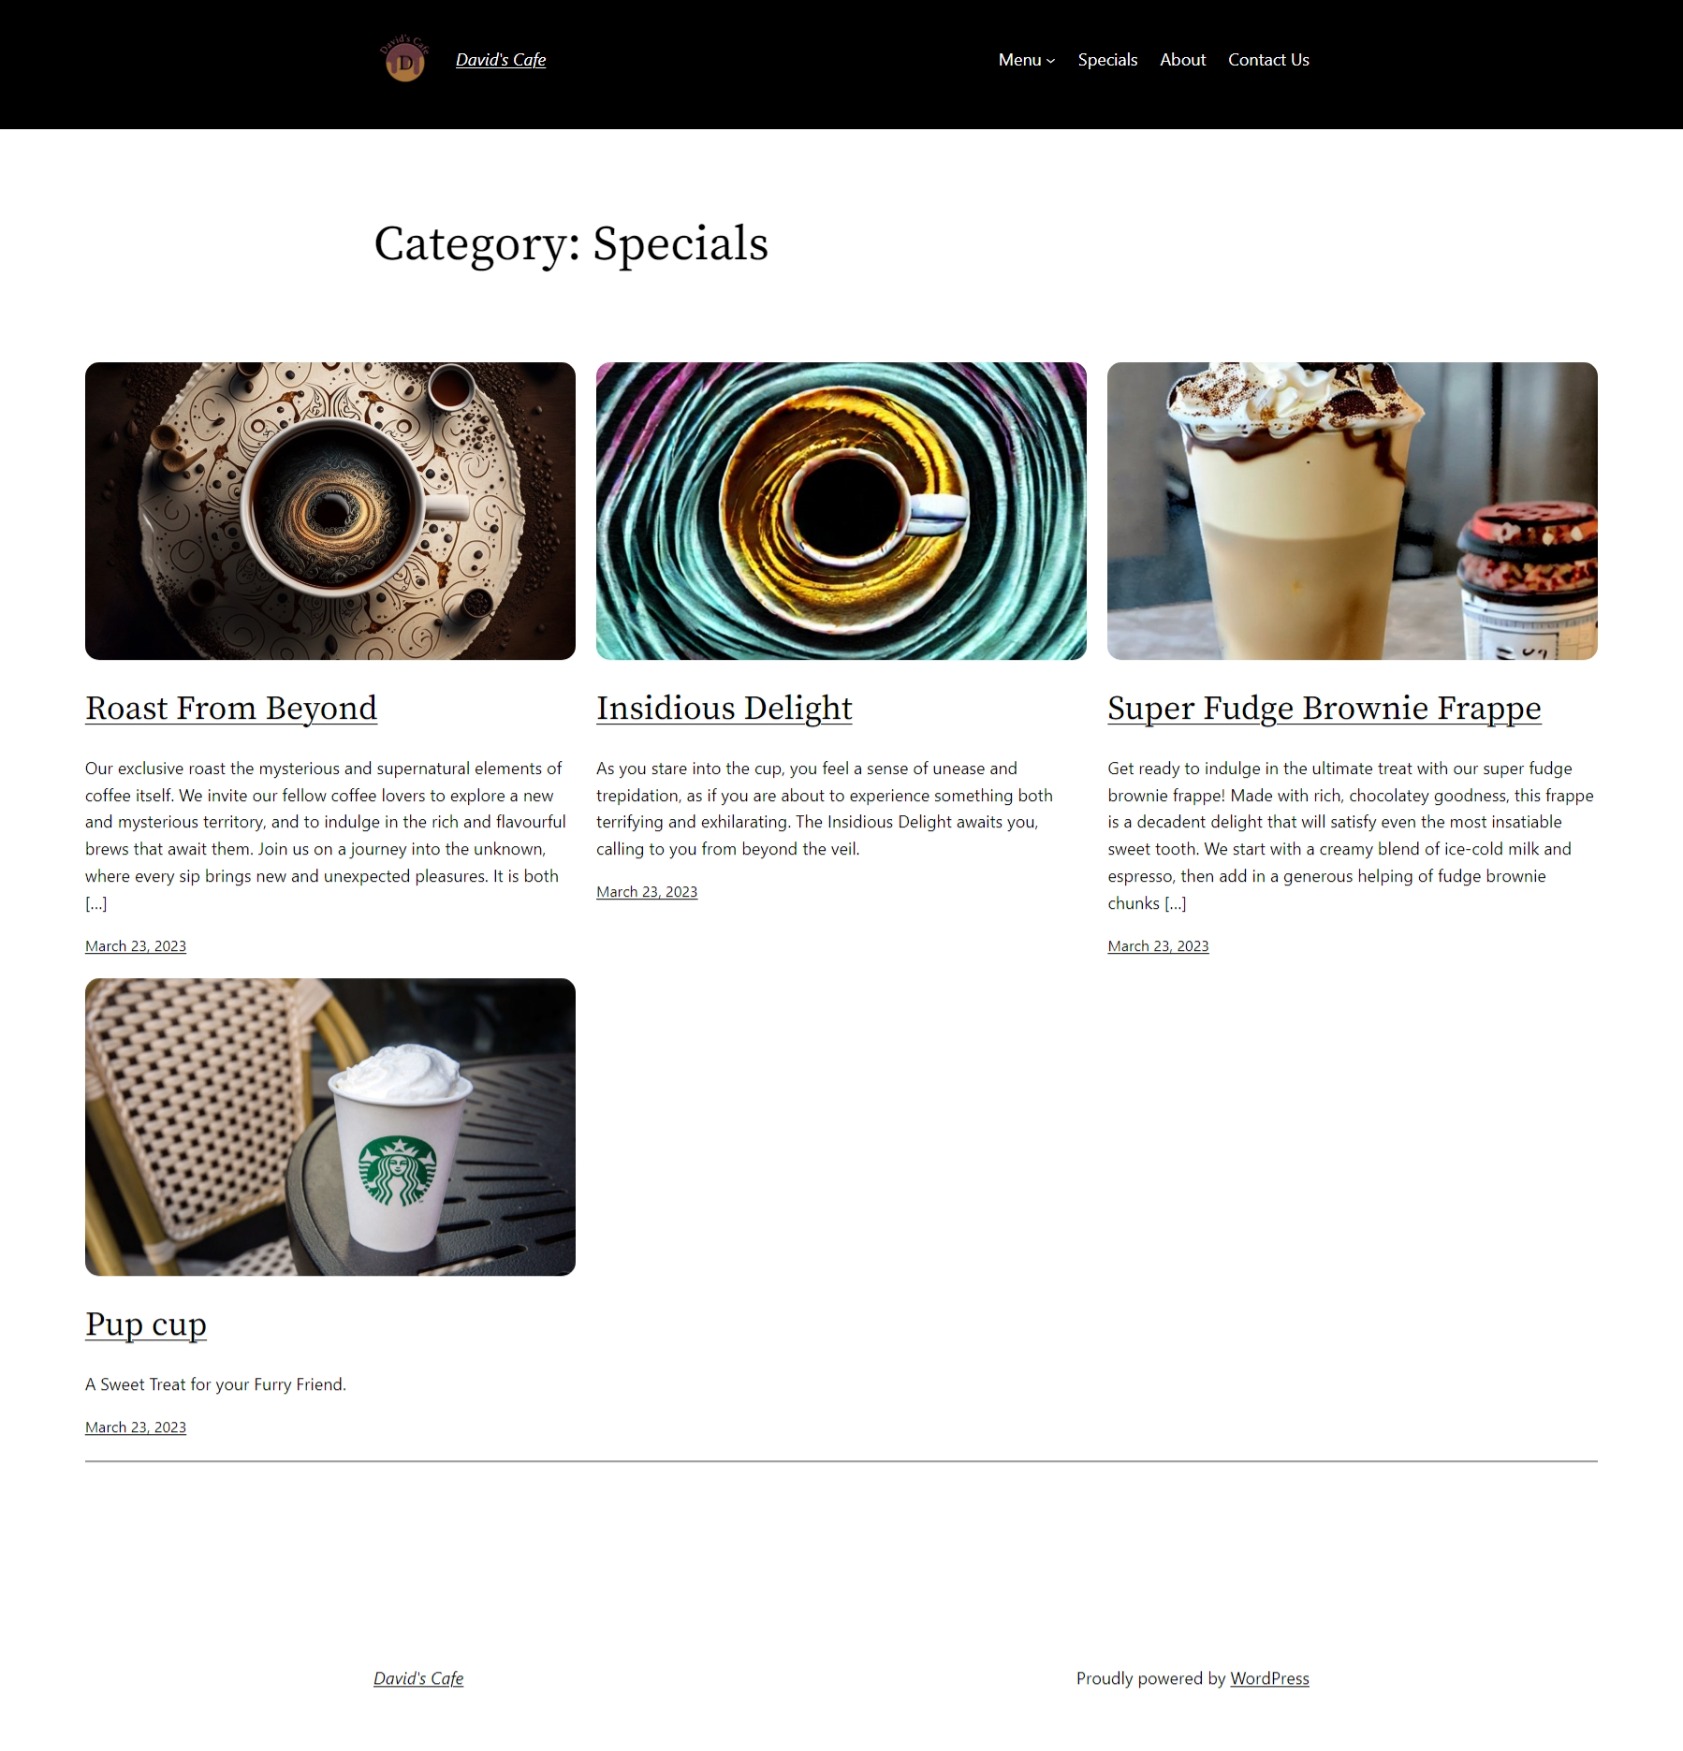 David's Cafe
D
David's Cafe
Menu
Specials
About
Contact Us
Category: Specials
Roast From Beyond
Our exclusive roast the mysterious and supernatural elements of
coffee itself. We invite our fellow coffee lovers to explore a new
and mysterious territory, and to indulge in the rich and flavourful
brews that await them. Join us on a journey into the unknown,
where every sip brings new and unexpected pleasures. It is both
[…]
March 23, 2023
Insidious Delight
As you stare into the cup, you feel a sense of unease and
trepidation, as if you are about to experience something both
terrifying and exhilarating. The Insidious Delight awaits you,
calling to you from beyond the veil.
March 23, 2023
Super Fudge Brownie Frappe
Get ready to indulge in the ultimate treat with our super fudge
brownie frappe! Made with rich, chocolatey goodness, this frappe
is a decadent delight that will satisfy even the most insatiable
sweet tooth. We start with a creamy blend of ice-cold milk and
espresso, then add in a generous helping of fudge brownie
chunks […]
March 23, 2023
Pup cup
A Sweet Treat for your Furry Friend.
March 23, 2023
David's Cafe
Proudly powered by WordPress